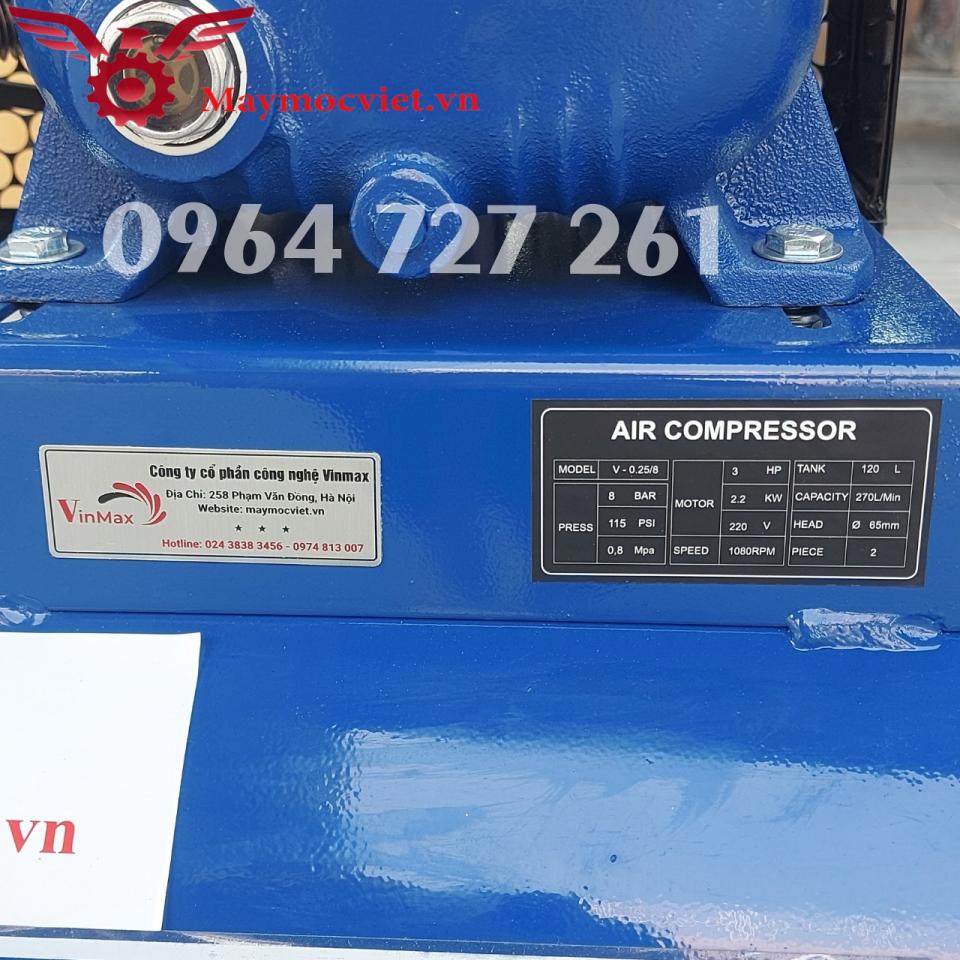 Maymocviet.vn
0964 727 261
VinMax
Công ty cổ phần công nghệ Vinmax
Địa Chỉ: 258 Phạm Văn Đồng, Hà Nội
Website: maymocviet.vn
Hotline: 024 3838 3456 - 0974 813 007
AIR COMPRESSOR
MODEL V - 0.25/8 MOTOR 3 HP TANK 120 L
PRESS 8 BAR 2.2 KW CAPACITY 270L/Min
115 PSI 220 V HEAD Ø 65mm
0,8 Mpa SPEED 1080RPM PIECE 2
vn